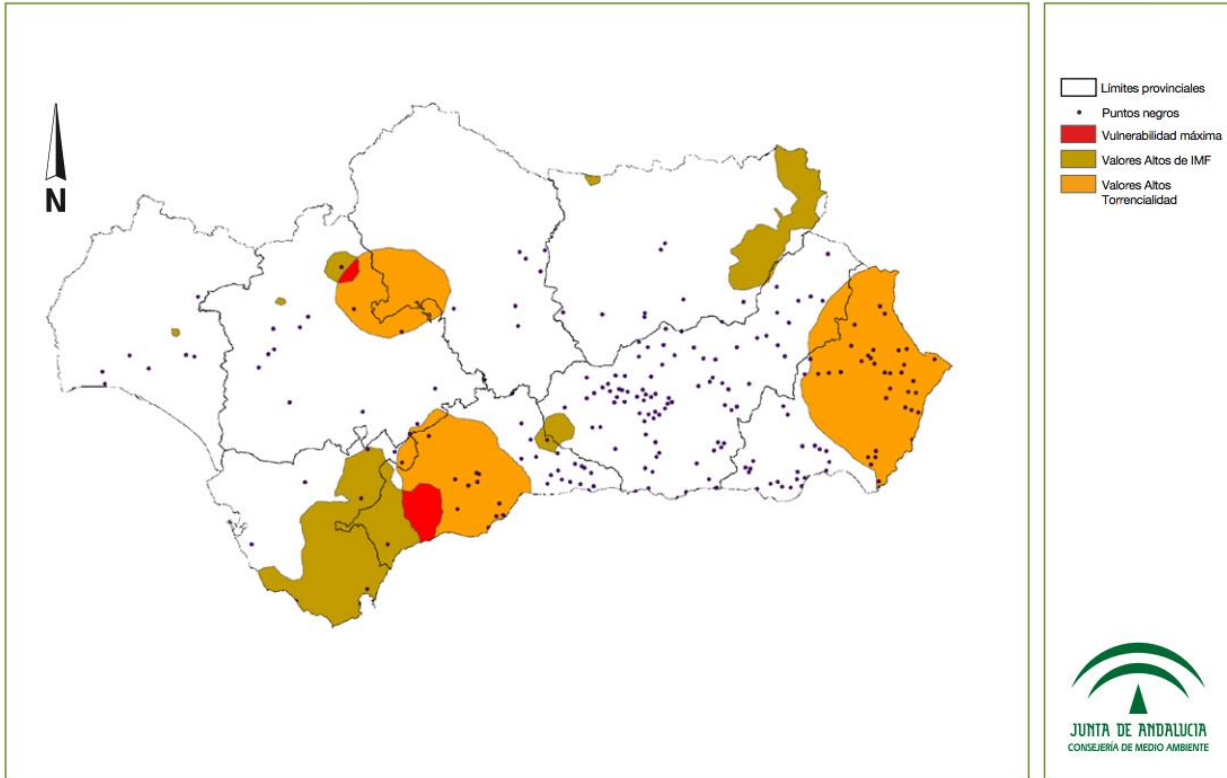 N
Límites provinciales
Puntos negros
Vulnerabilidad máxima
Valores Altos de IMF
Valores Altos
Torrencialidad
JUNTA DE ANDALUCIA
CONSEJERÍA DE MEDIO AMBIENTE